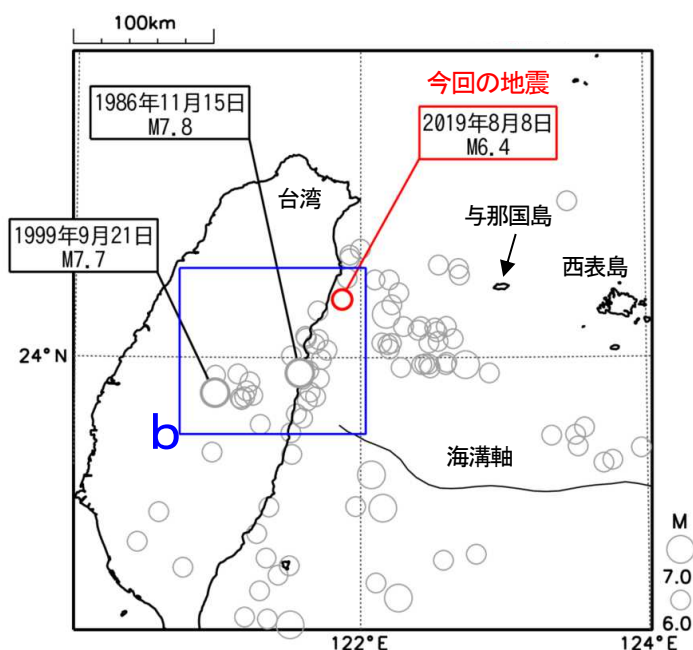 100km
今回の地震
1986年11月15日
M7.8
2019年8月8日
M6.4
台湾
与那国島
1999年9月21日
M7.7
西表島
24°N
b
海溝軸
M
7.0
6.0
122°E
124°E